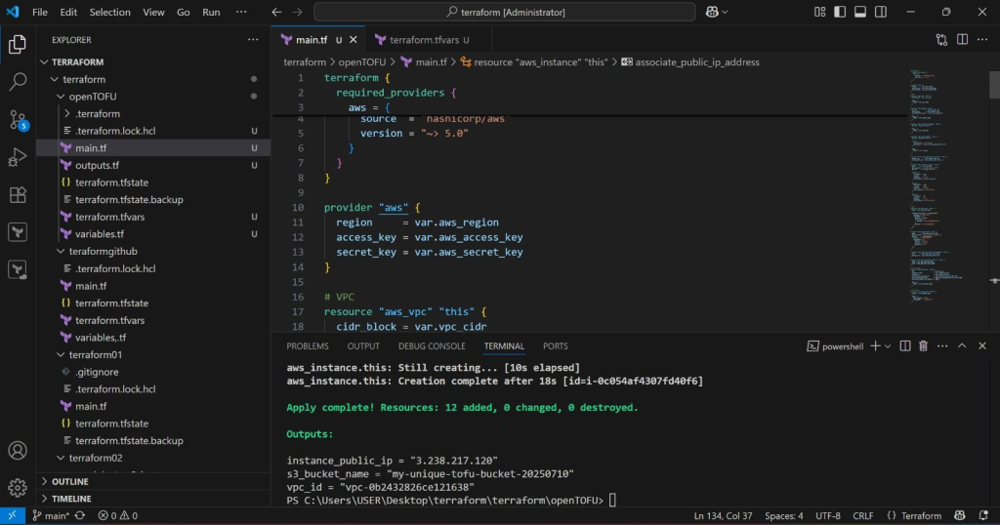 File Edit Selection View Go Run ···
terraform [Administrator]
EXPLORER
TERRAFORM
terraform
openTOFU
.terraform
.terraform.lock.hcl U
main.tf U
outputs.tf U
terraform.tfstate
terraform.tfstate.backup
terraform.tfvars U
variables.tf U
teraformgithub
.terraform.lock.hcl
main.tf
terraform.tfstate
terraform.tfvars
variables,.tf
terraform01
.gitignore
.terraform.lock.hcl
main.tf
terraform.tfstate
terraform.tfstate.backup
terraform02
OUTLINE
TIMELINE
5
main.tf U
terraform.tfvars U
terraform > openTOFU > main.tf > resource "aws_instance" "this" > associate_public_ip_address
1 terraform {
2 required_providers {
3 aws = {
4 source = "hashicorp/aws"
5 version = "~> 5.0"
6 }
7 }
8 }
9
10 provider "aws" {
11 region = var.aws_region
12 access_key = var.aws_access_key
13 secret_key = var.aws_secret_key
14 }
15
16 # VPC
17 resource "aws_vpc" "this" {
18 cidr_block = var.vpc_cidr
PROBLEMS OUTPUT DEBUG CONSOLE TERMINAL PORTS
powershell
aws_instance.this: Still creating... [10s elapsed]
aws_instance.this: Creation complete after 18s [id=i-0c054af4307fd40f6]
Apply complete! Resources: 12 added, 0 changed, 0 destroyed.
Outputs:
instance_public_ip = "3.238.217.120"
s3_bucket_name = "my-unique-tofu-bucket-20250710"
vpc_id = "vpc-0b2432826ce121638"
PS C:\Users\USER\Desktop\terraform\terraform\openTOFU>
main* 0 0
Ln 134, Col 37 Spaces: 4 UTF-8 CRLF {} Terraform